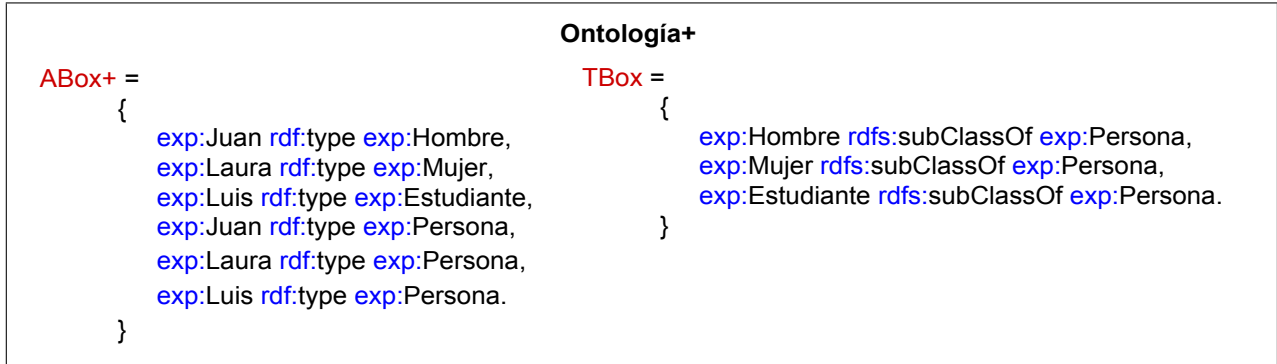 Ontología+
ABox+ =
{
exp:Juan rdf:type exp:Hombre,
exp:Laura rdf:type exp:Mujer,
exp:Luis rdf:type exp:Estudiante,
exp:Juan rdf:type exp:Persona,
exp:Laura rdf:type exp:Persona,
exp:Luis rdf:type exp:Persona.
}
TBox =
{
exp:Hombre rdfs:subClassOf exp:Persona,
exp:Mujer rdfs:subClassOf exp:Persona,
exp:Estudiante rdfs:subClassOf exp:Persona.
}